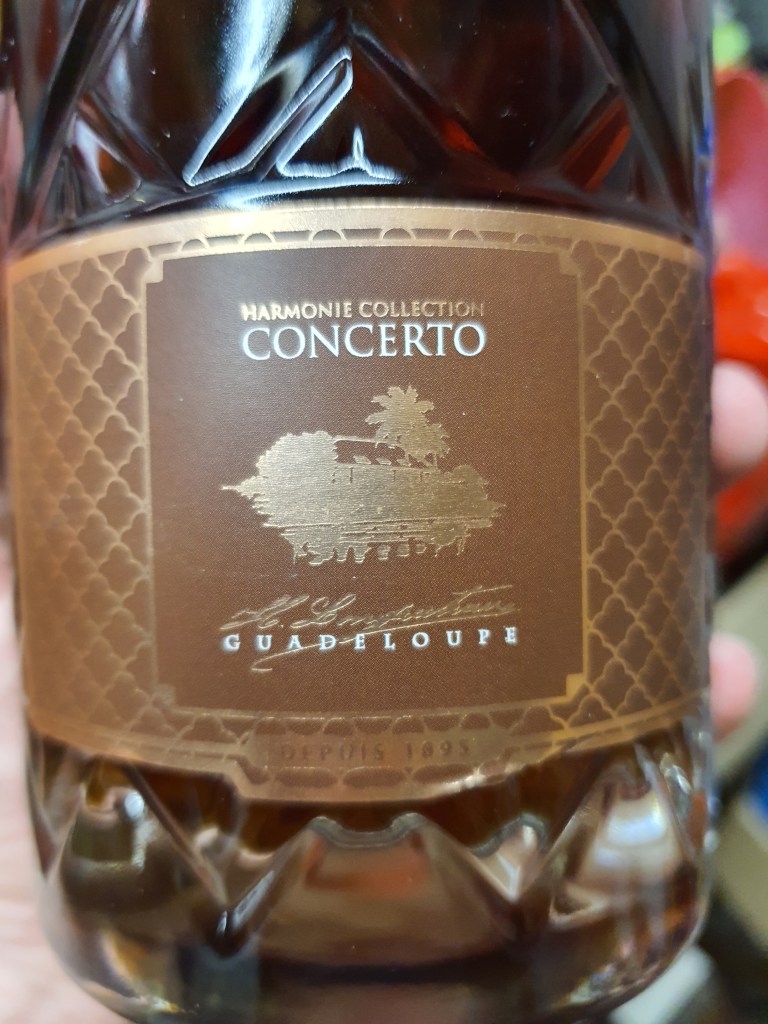 HARMONIE COLLECTION
CONCERTO
GUADELOUPE
DEPUIS 1895